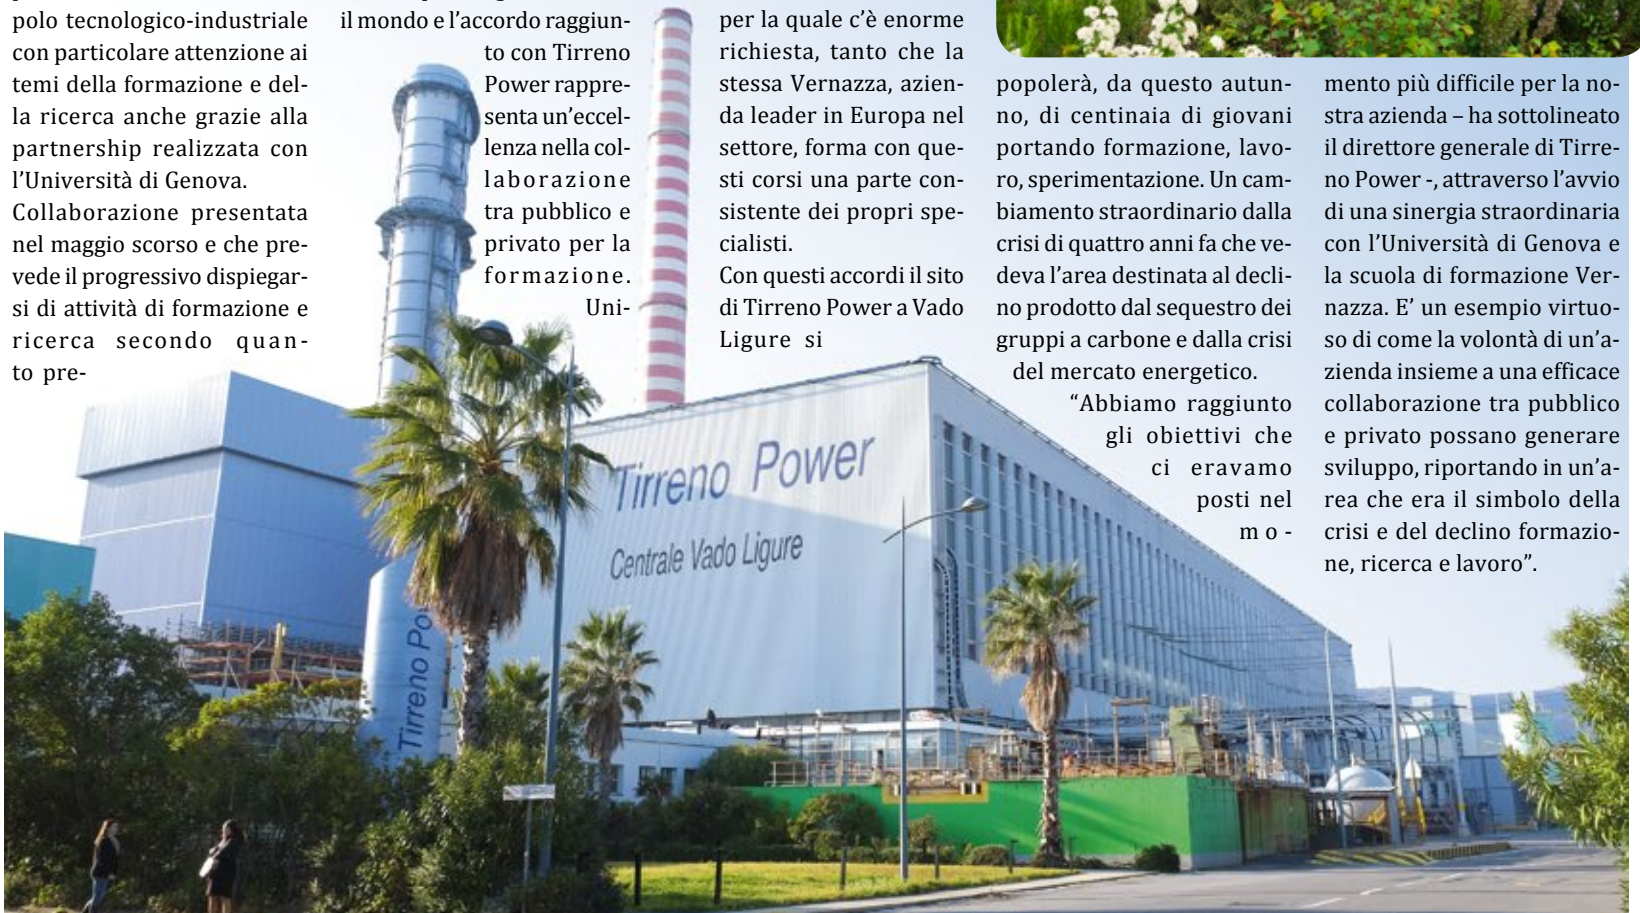 polo tecnologico-industriale
con particolare attenzione ai
temi della formazione e del-
la ricerca anche grazie alla
partnership realizzata con
l'Università di Genova.
Collaborazione presentata
nel maggio scorso e che pre-
vede il progressivo dispiegar-
si di attività di formazione e
ricerca secondo quan-
to pre-
il mondo e l'accordo raggiun-
to con Tirreno
Power rappre-
senta un'eccel-
lenza nella col-
laborazione
tra pubblico e
privato per la
formazione.
Uni-
per la quale c'è enorme
richiesta, tanto che la
stessa Vernazza, azien-
da leader in Europa nel
settore, forma con que-
sti corsi una parte con-
sistente dei propri spe-
cialisti.
Con questi accordi il sito
di Tirreno Power a Vado
Ligure si
popolerà, da questo autun-
no, di centinaia di giovani
portando formazione, lavo-
ro, sperimentazione. Un cam-
biamento straordinario dalla
crisi di quattro anni fa che ve-
deva l'area destinata al decli-
no prodotto dal sequestro dei
gruppi a carbone e dalla crisi
del mercato energetico.
“Abbiamo raggiunto
gli obiettivi che
ci eravamo
posti nel
mo-
mento più difficile per la no-
stra azienda – ha sottolineato
il direttore generale di Tirre-
no Power -, attraverso l'avvio
di una sinergia straordinaria
con l'Università di Genova e
la scuola di formazione Ver-
nazza. E' un esempio virtuo-
so di come la volontà di un'a-
zienda insieme a una efficace
collaborazione tra pubblico
e privato possano generare
sviluppo, riportando in un'a-
rea che era il simbolo della
crisi e del declino formazio-
ne, ricerca e lavoro”.
Tirreno Power
Centrale Vado Ligure
Tirreno Po